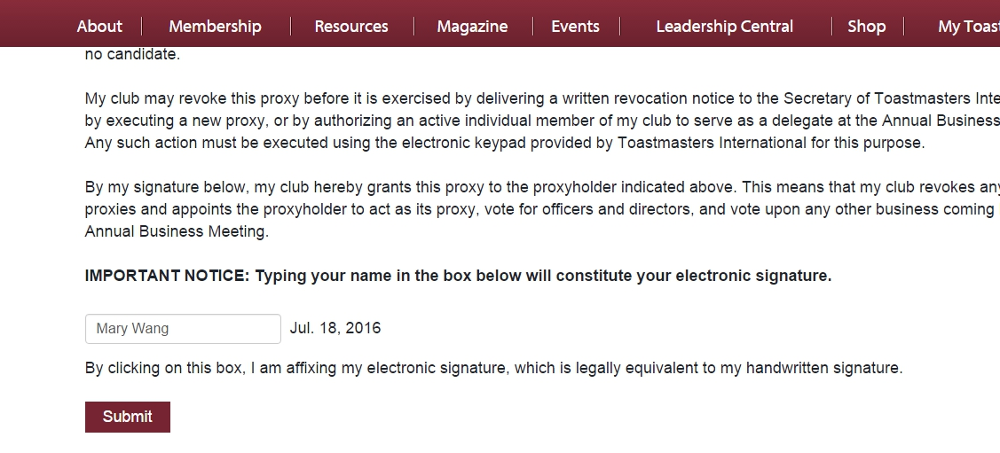 About Membership Resources Magazine Events Leadership Central Shop My Toast
no candidate.
My club may revoke this proxy before it is exercised by delivering a written revocation notice to the Secretary of Toastmasters Inte
by executing a new proxy, or by authorizing an active individual member of my club to serve as a delegate at the Annual Business
Any such action must be executed using the electronic keypad provided by Toastmasters International for this purpose.
By my signature below, my club hereby grants this proxy to the proxyholder indicated above. This means that my club revokes any
proxies and appoints the proxyholder to act as its proxy, vote for officers and directors, and vote upon any other business coming
Annual Business Meeting.
IMPORTANT NOTICE: Typing your name in the box below will constitute your electronic signature.
Mary Wang Jul. 18, 2016
By clicking on this box, I am affixing my electronic signature, which is legally equivalent to my handwritten signature.
Submit